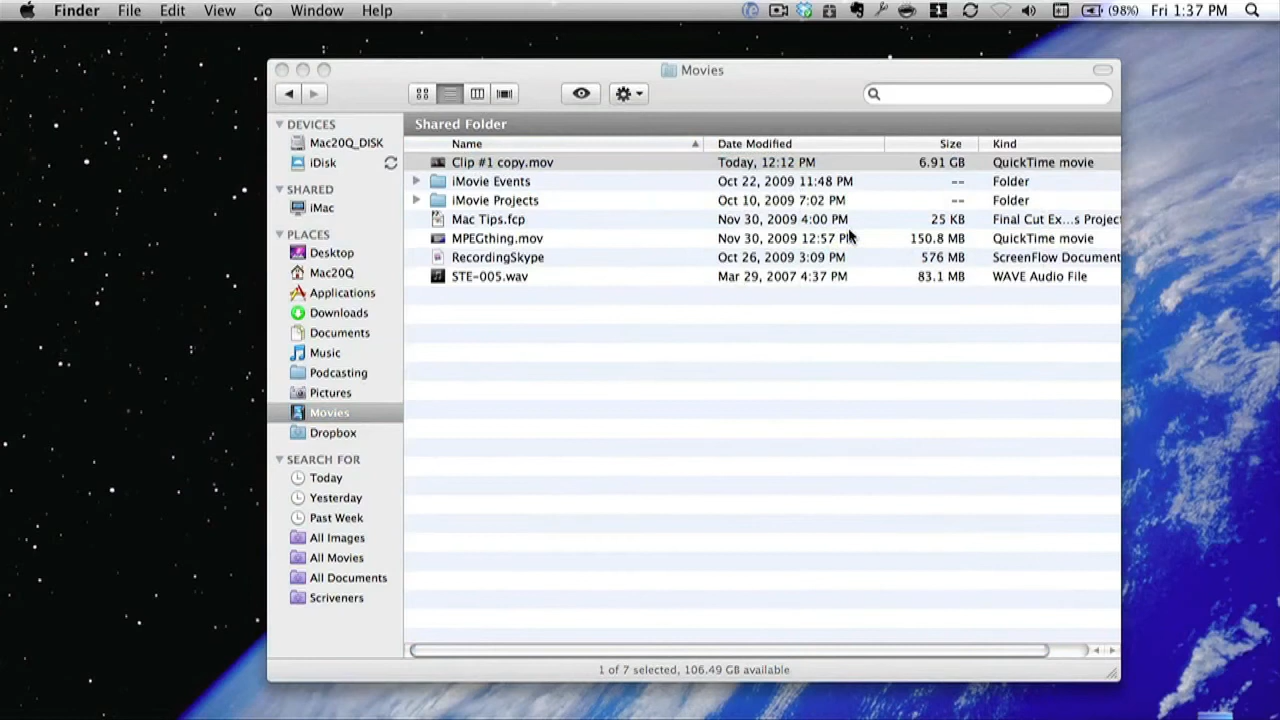 Finder File Edit View Go Window Help (98%) Fri 1:37 PM
Movies
Shared Folder
Name Date Modified Size Kind
Clip #1 copy.mov Today, 12:12 PM 6.91 GB QuickTime movie
iMovie Events Oct 22, 2009 11:48 PM -- Folder
iMovie Projects Oct 10, 2009 7:02 PM -- Folder
Mac Tips.fcp Nov 30, 2009 4:00 PM 25 KB Final Cut Ex...s Project
MPEGthing.mov Nov 30, 2009 12:57 PM 150.8 MB QuickTime movie
RecordingSkype Oct 26, 2009 3:09 PM 576 MB ScreenFlow Document
STE-005.wav Mar 29, 2007 4:37 PM 83.1 MB WAVE Audio File
DEVICES
Mac20Q_DISK
iDisk
SHARED
iMac
PLACES
Desktop
Mac20Q
Applications
Downloads
Documents
Music
Podcasting
Pictures
Movies
Dropbox
SEARCH FOR
Today
Yesterday
Past Week
All Images
All Movies
All Documents
Scriveners
1 of 7 selected, 106.49 GB available